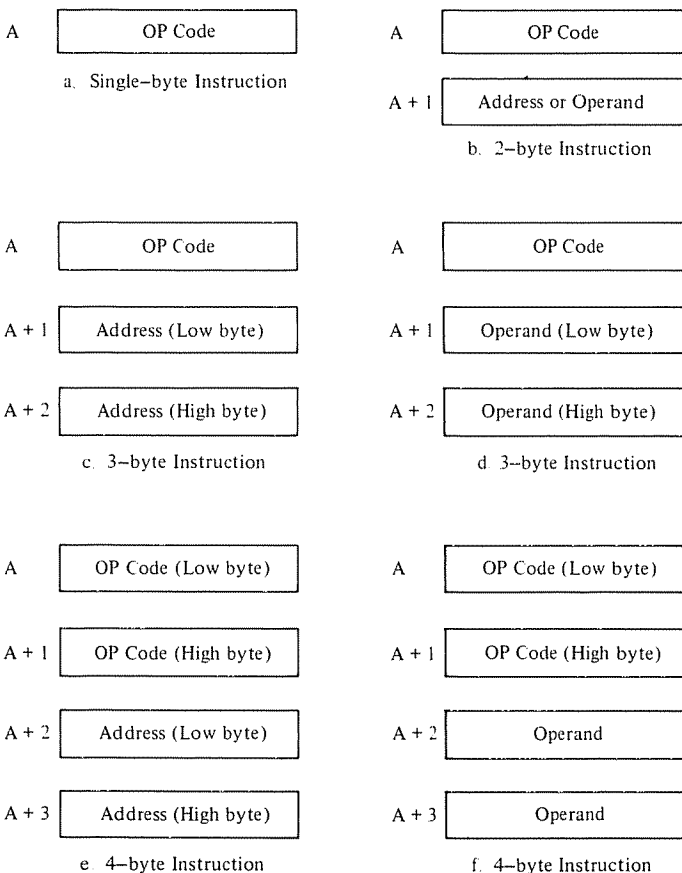 A OP Code
a. Single–byte Instruction
A OP Code
A + 1 Address or Operand
b. 2–byte Instruction
A OP Code
A + 1 Address (Low byte)
A + 2 Address (High byte)
c. 3–byte Instruction
A OP Code
A + 1 Operand (Low byte)
A + 2 Operand (High byte)
d. 3–byte Instruction
A OP Code (Low byte)
A + 1 OP Code (High byte)
A + 2 Address (Low byte)
A + 3 Address (High byte)
e. 4–byte Instruction
A OP Code (Low byte)
A + 1 OP Code (High byte)
A + 2 Operand
A + 3 Operand
f. 4–byte Instruction